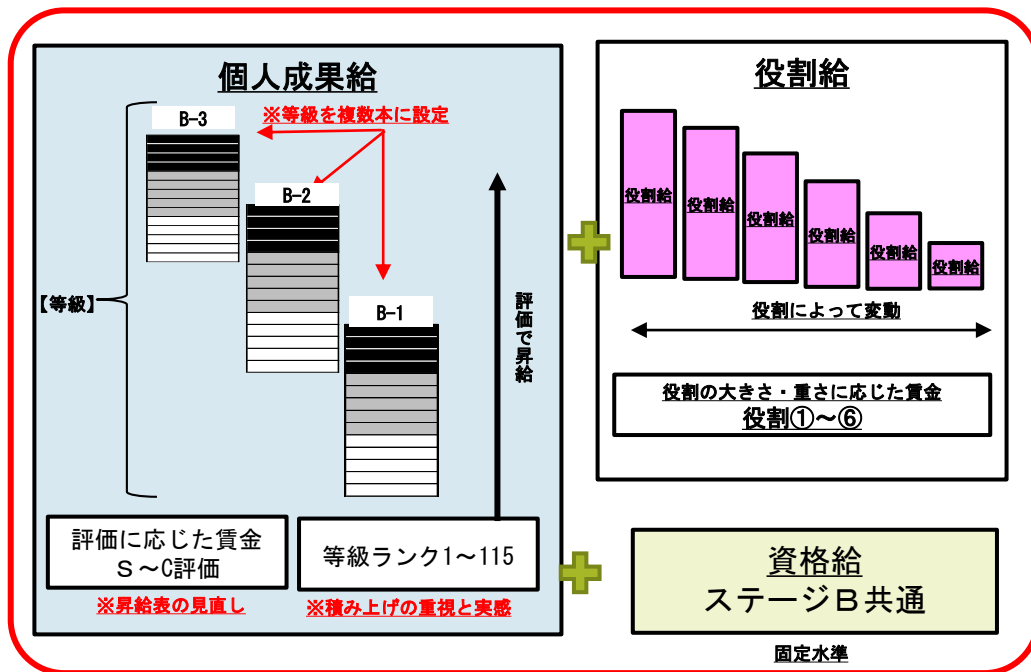 個人成果給
※等級を複数本に設定
B-3
B-2
B-1
【等級】
評価で昇給
評価に応じた賃金
S～C評価
※昇給表の見直し
等級ランク1～115
※積み上げの重視と実感
役割給
役割給
役割給
役割給
役割給
役割給
役割給
役割によって変動
役割の大きさ・重さに応じた賃金
役割①～⑥
資格給
ステージB共通
固定水準